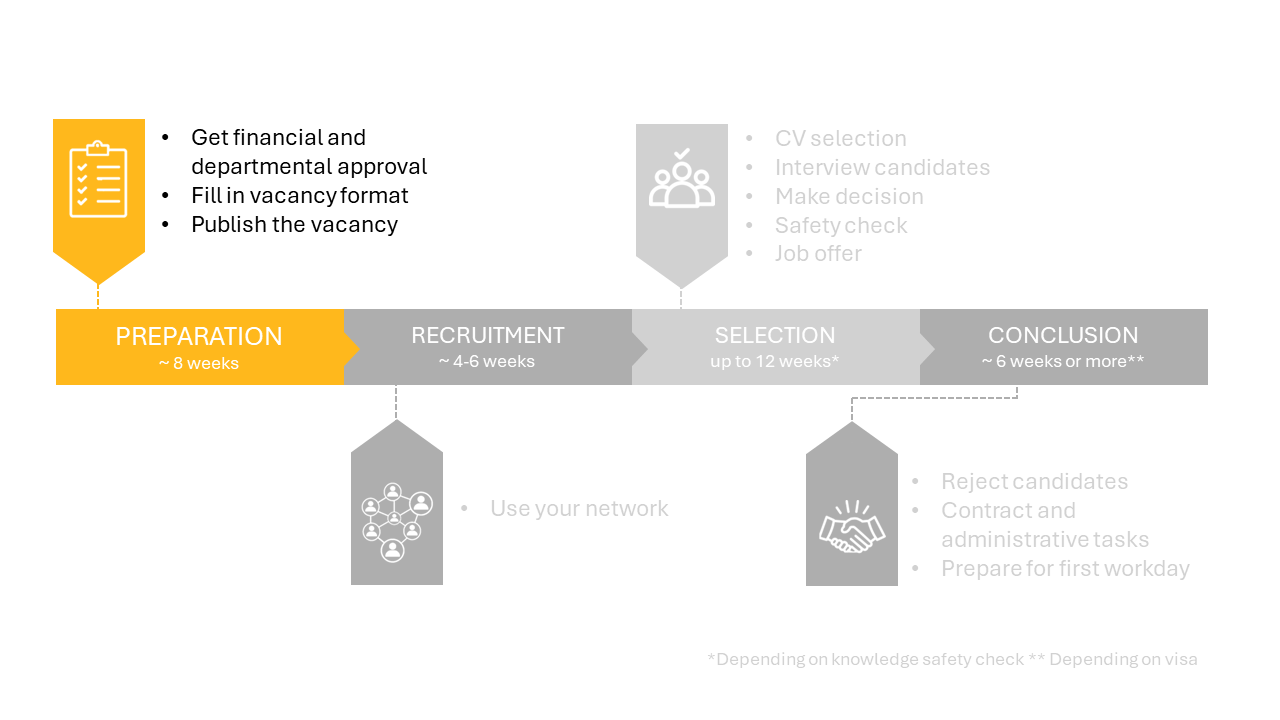 • Get financial and
departmental approval
• Fill in vacancy format
• Publish the vacancy
• CV selection
• Interview candidates
• Make decision
• Safety check
• Job offer
PREPARATION
~ 8 weeks
RECRUITMENT
~ 4-6 weeks
SELECTION
up to 12 weeks*
CONCLUSION
~ 6 weeks or more**
• Use your network
• Reject candidates
• Contract and
administrative tasks
• Prepare for first workday
*Depending on knowledge safety check ** Depending on visa